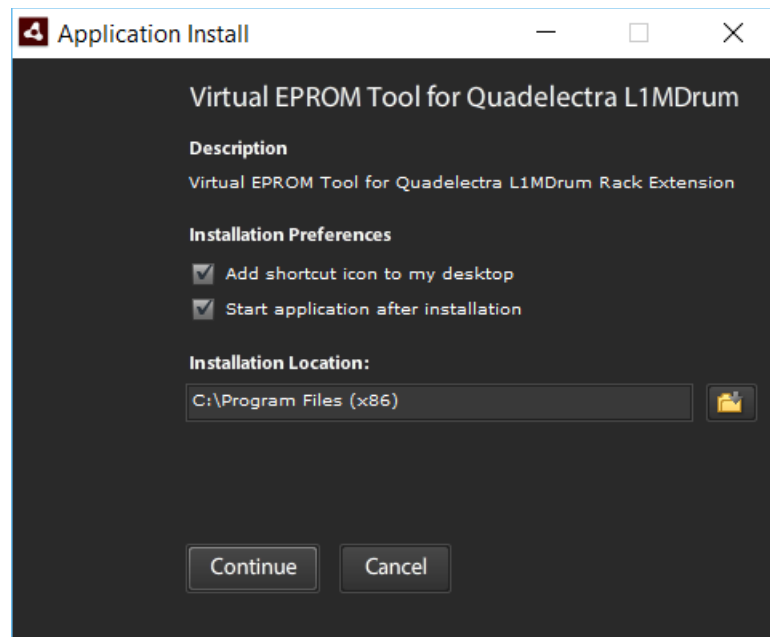 Application Install
Virtual EPROM Tool for Quadelectra L1MDrum
Description
Virtual EPROM Tool for Quadelectra L1MDrum Rack Extension
Installation Preferences
Add shortcut icon to my desktop
Start application after installation
Installation Location:
C:\Program Files (x86)
Continue
Cancel